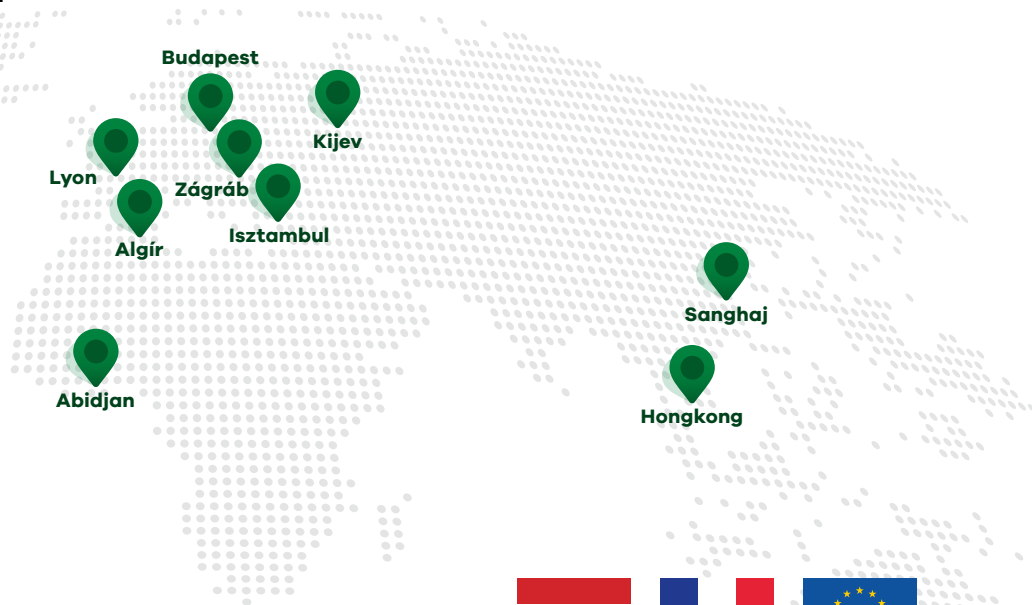 Budapest
Kijev
Lyon
Zágráb
Isztambul
Algír
Sanghaj
Abidjan
Hongkong